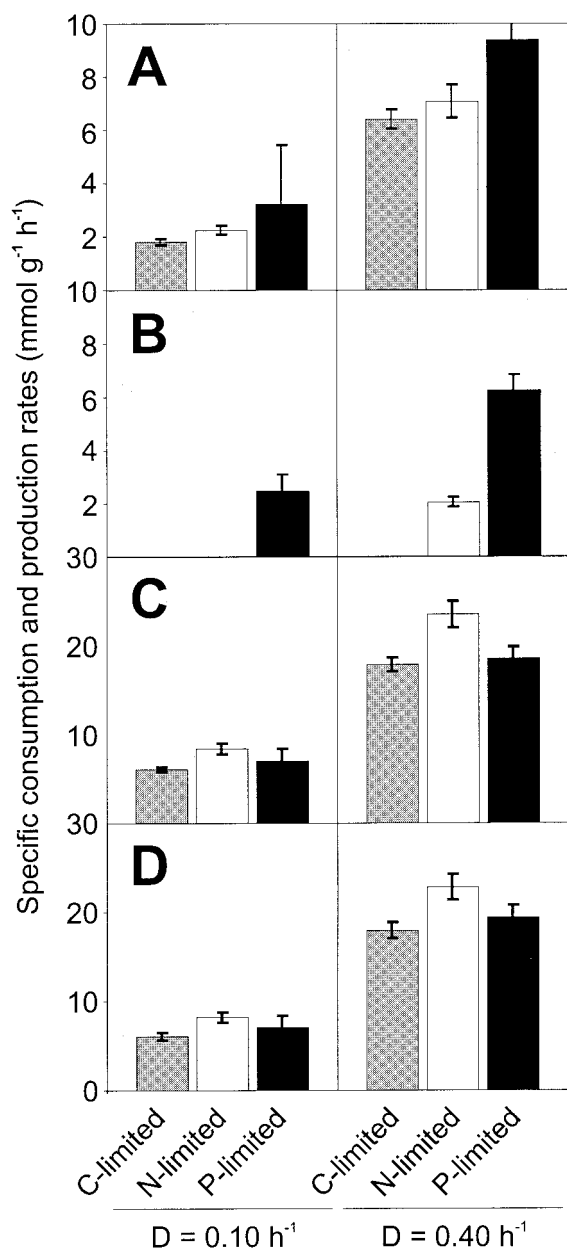 Specific consumption and production rates (mmol g⁻¹ h⁻¹)
A
10
8
6
4
2
B
10
8
6
4
2
C
30
20
10
D
30
20
10
0
C-limited
N-limited
P-limited
C-limited
N-limited
P-limited
D = 0.10 h⁻¹
D = 0.40 h⁻¹